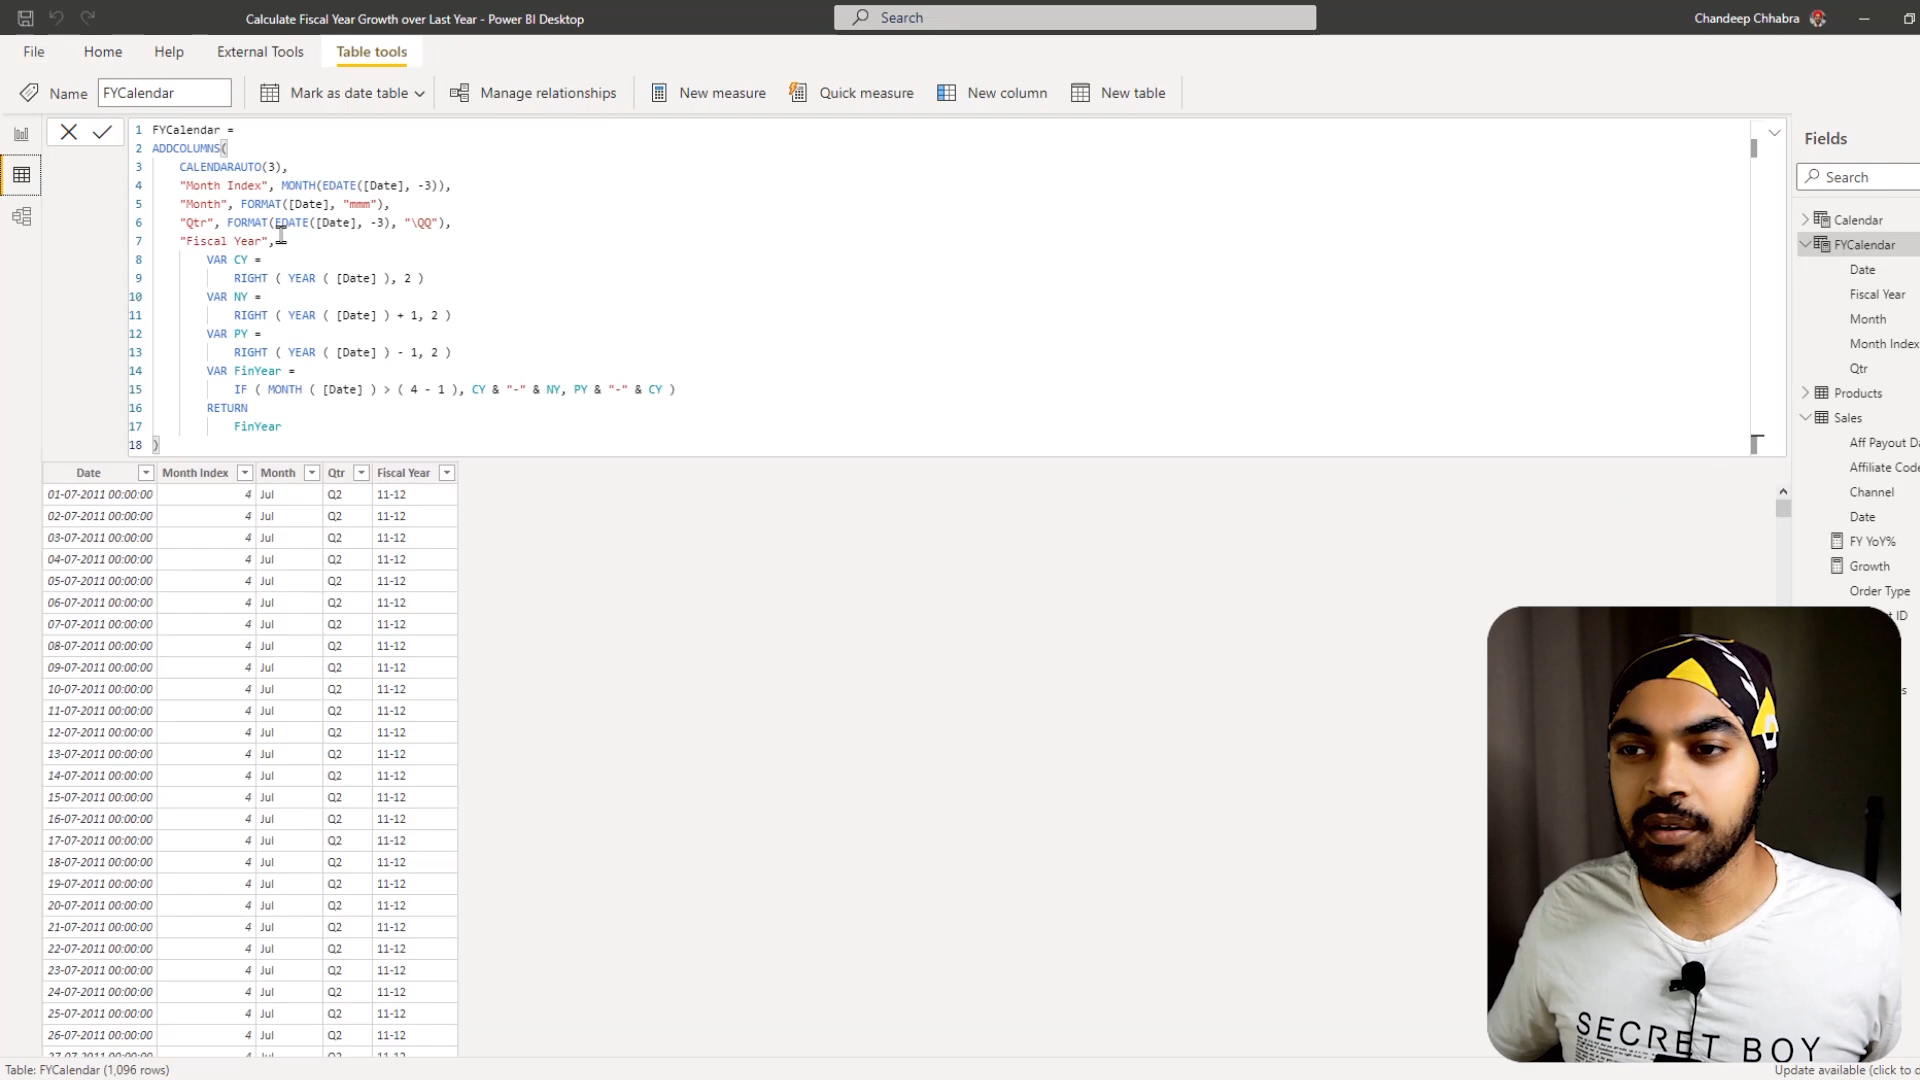 Calculate Fiscal Year Growth over Last Year - Power BI Desktop
Search
Chandeep Chhabra
File Home Help External Tools Table tools
Name FYCalendar Mark as date table Manage relationships New measure Quick measure New column New table
1 FYCalendar =
2 ADDCOLUMNS(
3 CALENDARAUTO(3),
4 "Month Index", MONTH(EDATE([Date], -3)),
5 "Month", FORMAT([Date], "mmm"),
6 "Qtr", FORMAT(EDATE([Date], -3), "\QQ"),
7 "Fiscal Year",
8 VAR CY =
9 RIGHT ( YEAR ( [Date] ), 2 )
10 VAR NY =
11 RIGHT ( YEAR ( [Date] ) + 1, 2 )
12 VAR PY =
13 RIGHT ( YEAR ( [Date] ) - 1, 2 )
14 VAR FinYear =
15 IF ( MONTH ( [Date] ) > ( 4 - 1 ), CY & "-" & NY, PY & "-" & CY )
16 RETURN
17 FinYear
18 )
Date Month Index Month Qtr Fiscal Year
01-07-2011 00:00:00 4 Jul Q2 11-12
02-07-2011 00:00:00 4 Jul Q2 11-12
03-07-2011 00:00:00 4 Jul Q2 11-12
04-07-2011 00:00:00 4 Jul Q2 11-12
05-07-2011 00:00:00 4 Jul Q2 11-12
06-07-2011 00:00:00 4 Jul Q2 11-12
07-07-2011 00:00:00 4 Jul Q2 11-12
08-07-2011 00:00:00 4 Jul Q2 11-12
09-07-2011 00:00:00 4 Jul Q2 11-12
10-07-2011 00:00:00 4 Jul Q2 11-12
11-07-2011 00:00:00 4 Jul Q2 11-12
12-07-2011 00:00:00 4 Jul Q2 11-12
13-07-2011 00:00:00 4 Jul Q2 11-12
14-07-2011 00:00:00 4 Jul Q2 11-12
15-07-2011 00:00:00 4 Jul Q2 11-12
16-07-2011 00:00:00 4 Jul Q2 11-12
17-07-2011 00:00:00 4 Jul Q2 11-12
18-07-2011 00:00:00 4 Jul Q2 11-12
19-07-2011 00:00:00 4 Jul Q2 11-12
20-07-2011 00:00:00 4 Jul Q2 11-12
21-07-2011 00:00:00 4 Jul Q2 11-12
22-07-2011 00:00:00 4 Jul Q2 11-12
23-07-2011 00:00:00 4 Jul Q2 11-12
24-07-2011 00:00:00 4 Jul Q2 11-12
25-07-2011 00:00:00 4 Jul Q2 11-12
26-07-2011 00:00:00 4 Jul Q2 11-12
Fields
Search
Calendar
FYCalendar
Date
Fiscal Year
Month
Month Index
Qtr
Products
Sales
Aff Payout Da
Affiliate Code
Channel
Date
FY YoY%
Growth
Order Type
ID
SECRET BOY
Table: FYCalendar (1,096 rows)
Update available (click to d